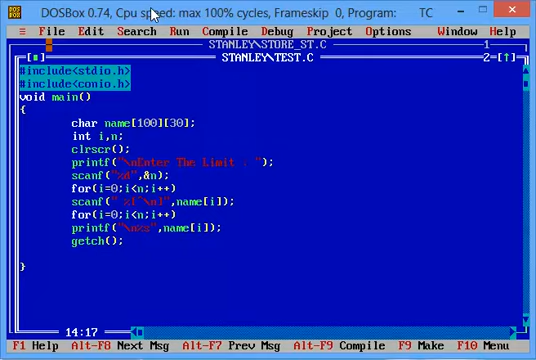 DOSBox 0.74, Cpu speed: max 100% cycles, Frameskip 0, Program: TC
≡ File Edit Search Run Compile Debug Project Options Window Help
STANLEY\STORE_ST.C 1
[■] STANLEY\TEST.C 2=[↑]
#include<stdio.h>
#include<conio.h>
void main()
{
char name[100][30];
int i,n;
clrscr();
printf("\nEnter The Limit : ");
scanf("%d",&n);
for(i=0;i<n;i++)
scanf(" %[^\n]",name[i]);
for(i=0;i<n;i++)
printf("\n%s",name[i]);
getch();
}
14:17
F1 Help Alt-F8 Next Msg Alt-F7 Prev Msg Alt-F9 Compile F9 Make F10 Menu